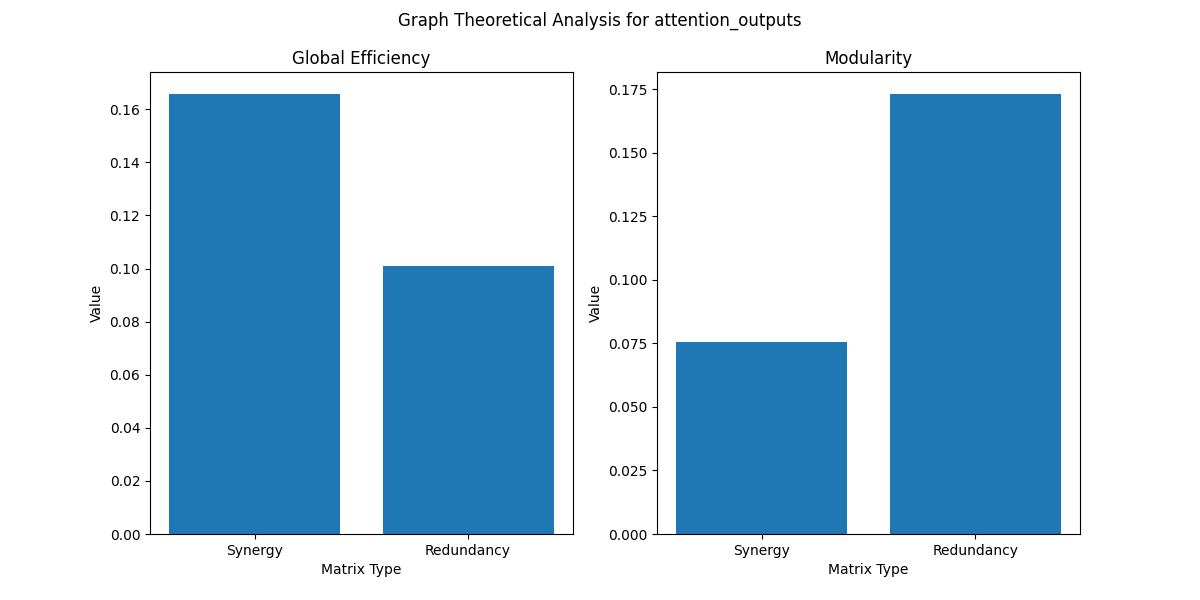 Graph Theoretical Analysis for attention_outputs
Global Efficiency
0.16
0.14
0.12
0.10
0.08
0.06
0.04
0.02
0.00
Value
Synergy Redundancy
Matrix Type
Modularity
0.175
0.150
0.125
0.100
0.075
0.050
0.025
0.000
Value
Synergy Redundancy
Matrix Type